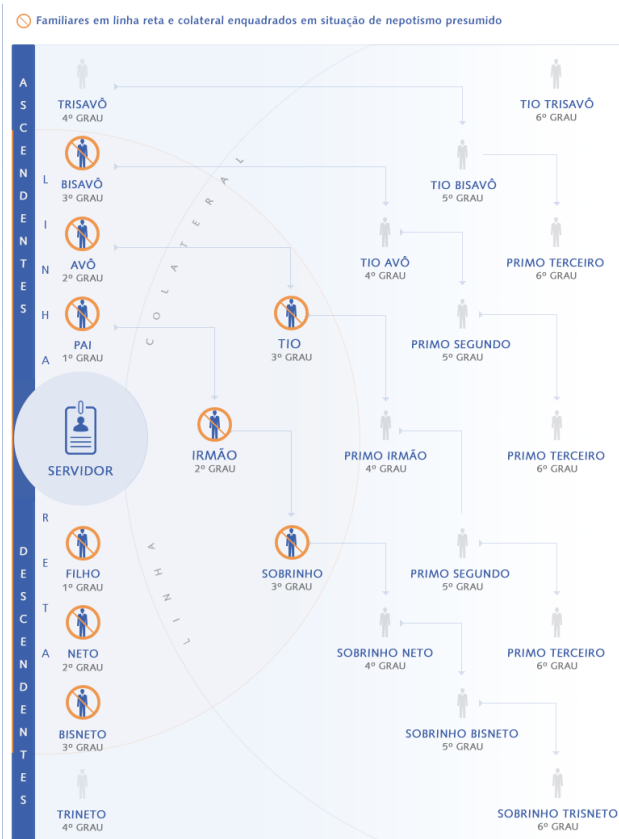 Familiares em linha reta e colateral enquadrados em situação de nepotismo presumido
ASCENDENTES
LINHA RETA
LINHA COLATERAL
TRISAVÔ
4º GRAU
TIO TRISAVÔ
6º GRAU
BISAVÔ
3º GRAU
TIO BISAVÔ
5º GRAU
AVÔ
2º GRAU
TIO AVÔ
4º GRAU
PRIMO TERCEIRO
6º GRAU
PAI
1º GRAU
TIO
3º GRAU
PRIMO SEGUNDO
5º GRAU
SERVIDOR
IRMÃO
2º GRAU
PRIMO IRMÃO
4º GRAU
PRIMO TERCEIRO
6º GRAU
DESCENDENTES
FILHO
1º GRAU
SOBRINHO
3º GRAU
PRIMO SEGUNDO
5º GRAU
NETO
2º GRAU
SOBRINHO NETO
4º GRAU
PRIMO TERCEIRO
6º GRAU
BISNETO
3º GRAU
SOBRINHO BISNETO
5º GRAU
TRINETO
4º GRAU
SOBRINHO TRISNETO
6º GRAU